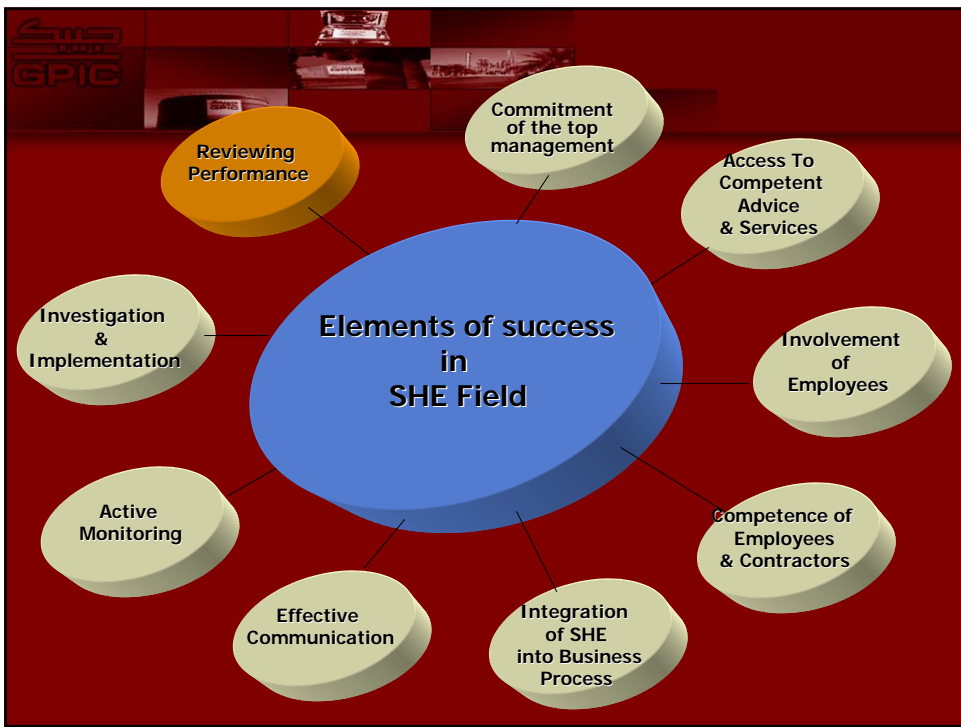 جيبك
GPIC
Commitment
of the top
management
Reviewing
Performance
Access To
Competent
Advice
& Services
Investigation
&
Implementation
Elements of success
in
SHE Field
Involvement
of
Employees
Active
Monitoring
Competence of
Employees
& Contractors
Effective
Communication
Integration
of SHE
into Business
Process